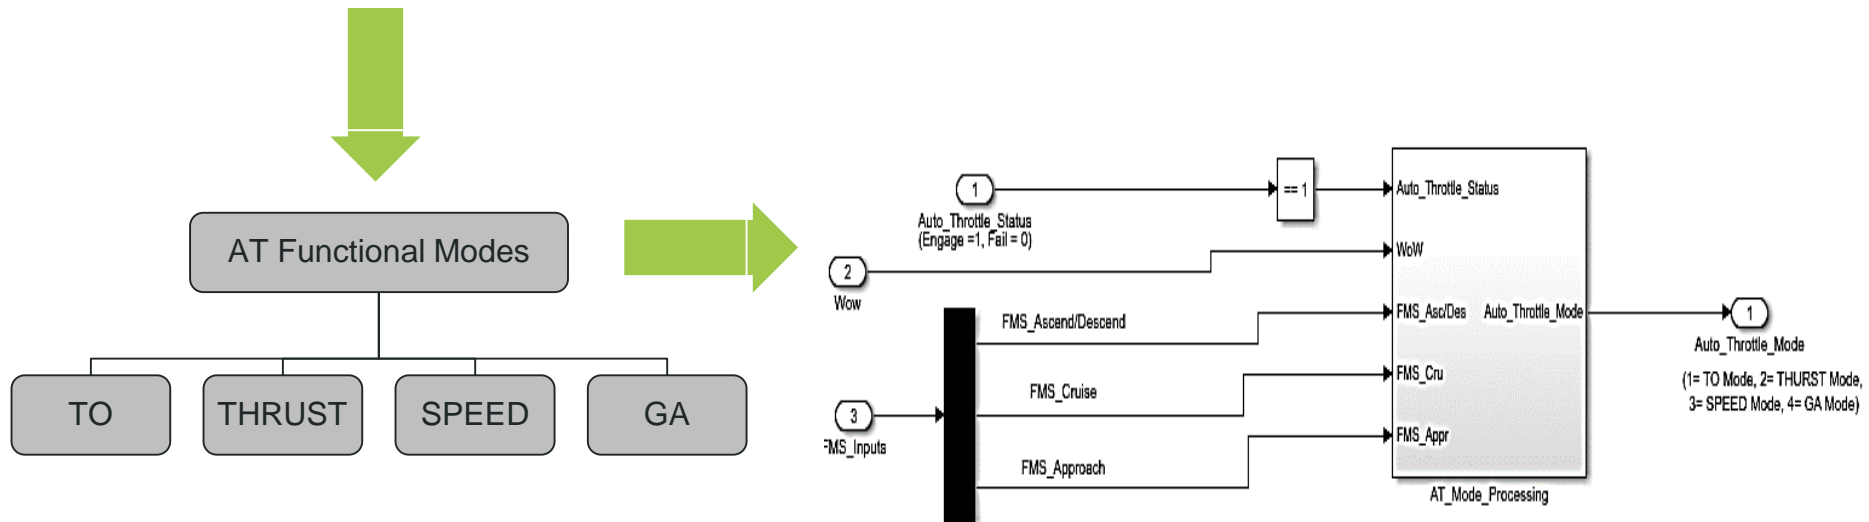 AT Functional Modes
TO
THRUST
SPEED
GA
1
Auto_Throttle_Status
(Engage =1, Fail = 0)
== 1
2
Wow
3
FMS_Inputs
FMS_Ascend/Descend
FMS_Cruise
FMS_Approach
Auto_Throttle_Status
WoW
FMS_Asc/Des
Auto_Throttle_Mode
FMS_Cru
FMS_Appr
AT_Mode_Processing
1
Auto_Throttle_Mode
(1= TO Mode, 2= THURST Mode,
3= SPEED Mode, 4= GA Mode)